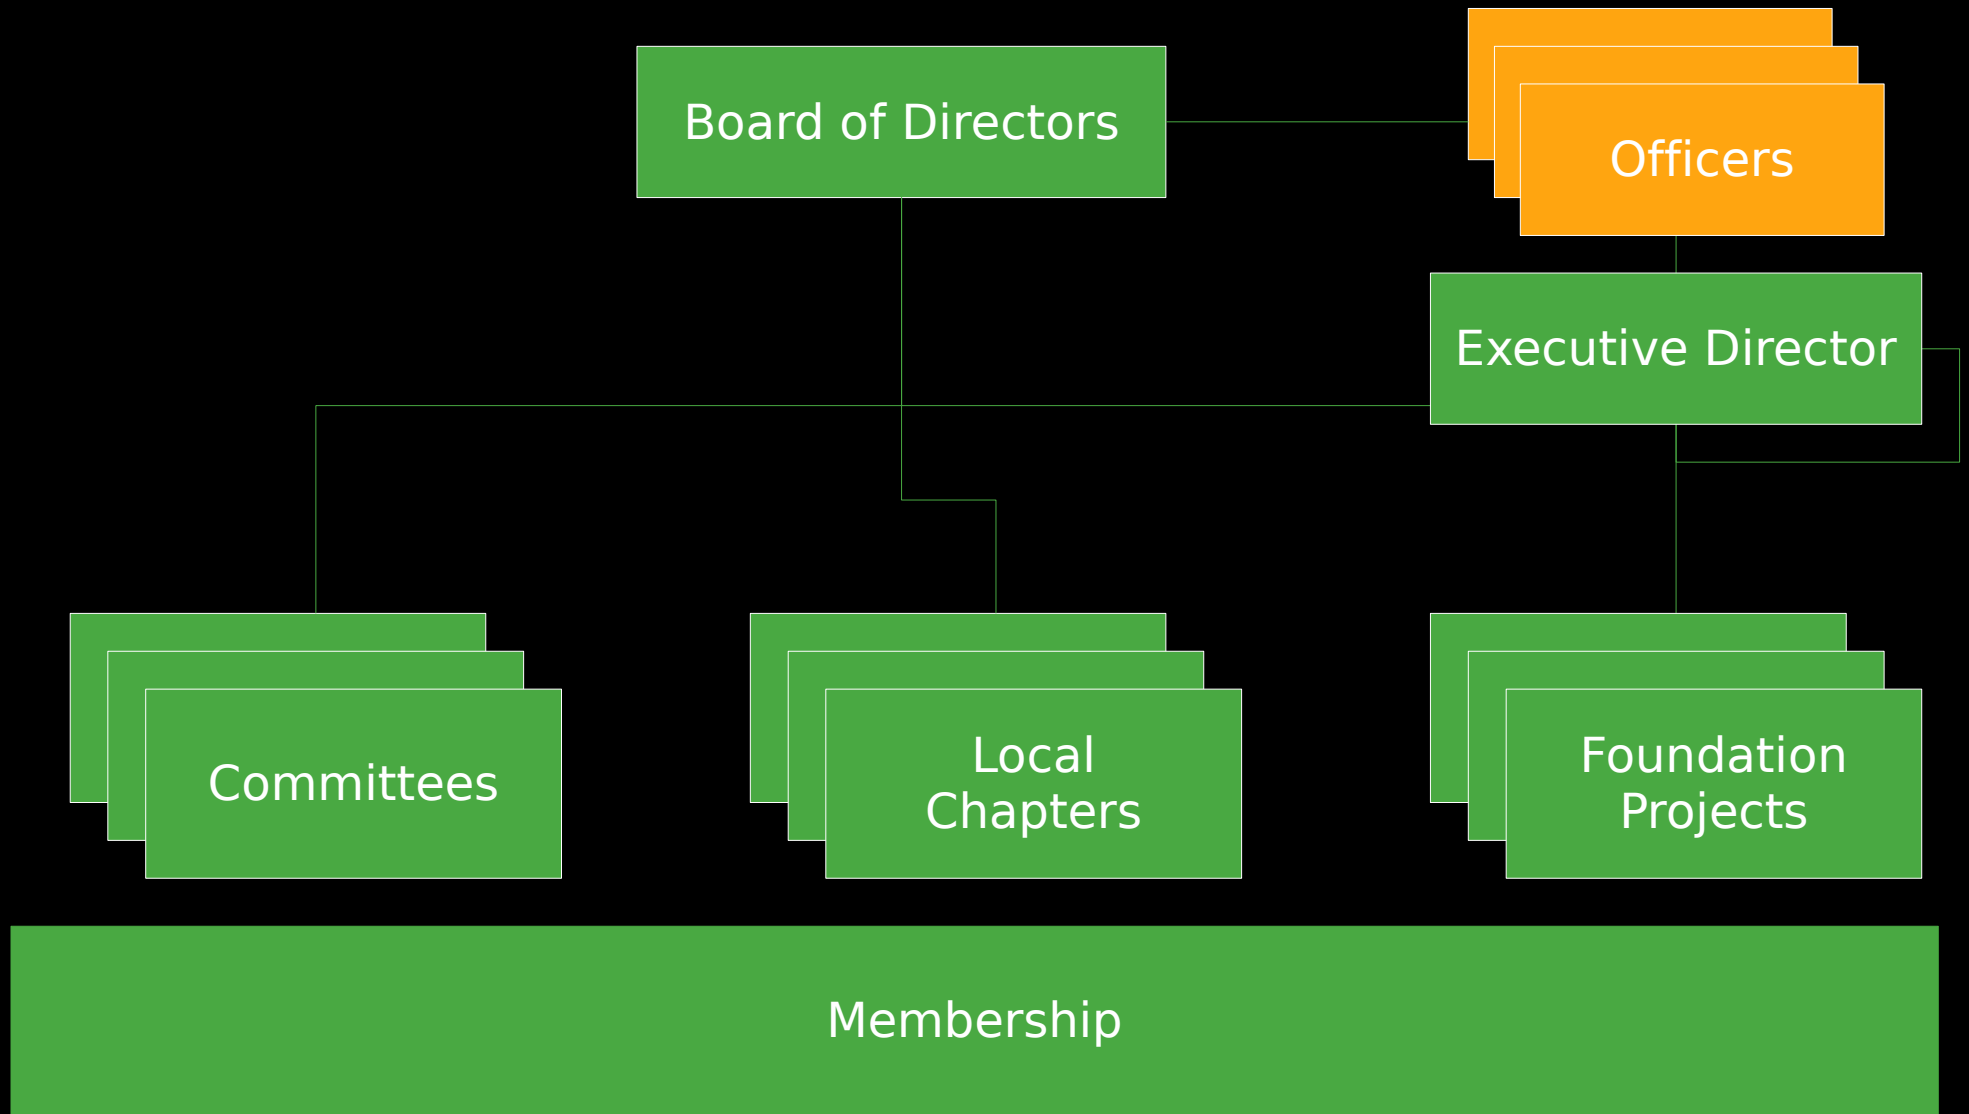 Board of Directors
Officers
Executive Director
Committees
Local
Chapters
Foundation
Projects
Membership